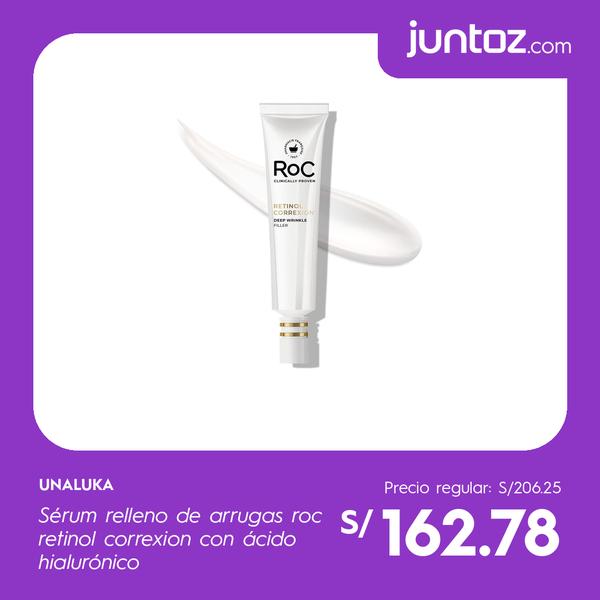 juntoz.com
RoC
CLINICALLY PROVEN
RETINOL
CORREXION
DEEP WRINKLE
FILLER
UNALUKA
Sérum relleno de arrugas roc
retinol correxion con ácido
hialurónico
Precio regular: S/206.25
S/162.78